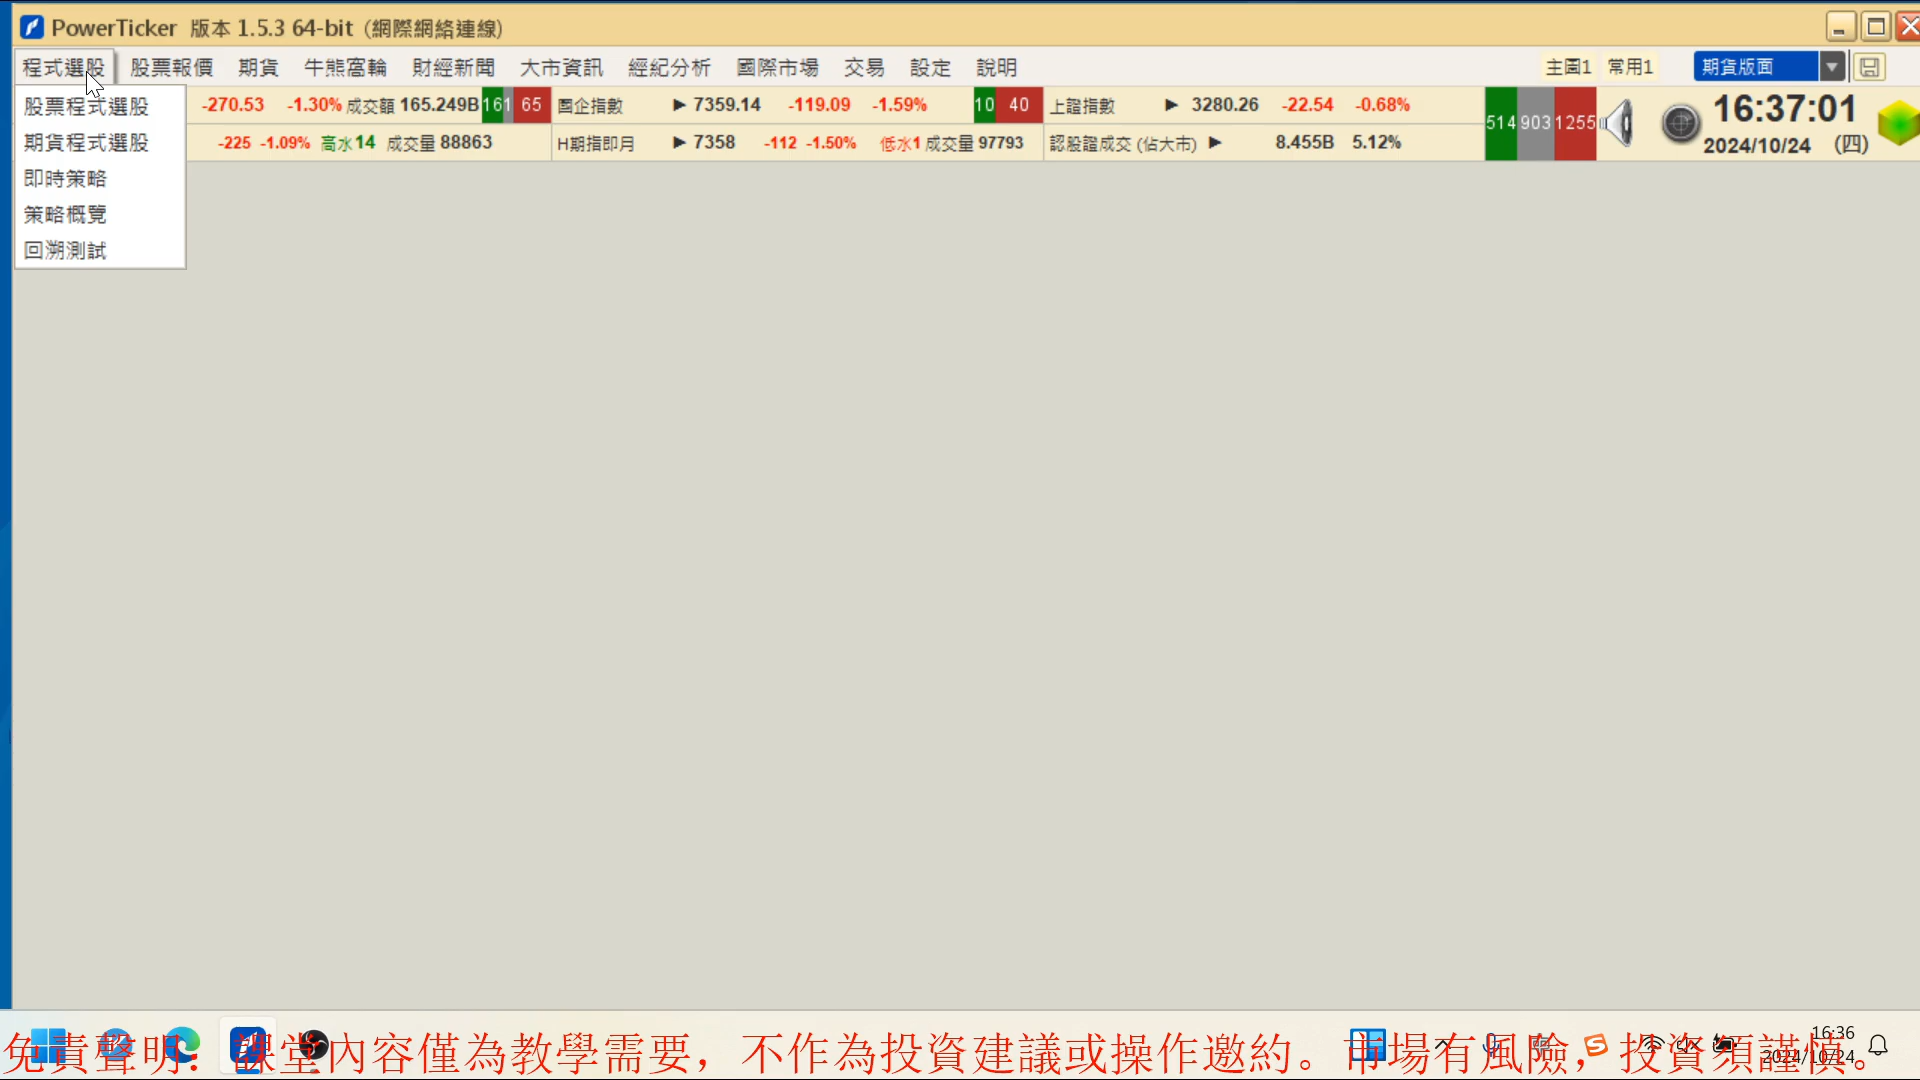 PowerTicker 版本 1.5.3 64-bit (網際網絡連線)
程式選股 股票報價 期貨 牛熊窩輪 財經新聞 大市資訊 經紀分析 國際市場 交易 設定 說明 主圖1 常用1 期貨版面
股票程式選股 -270.53 -1.30% 成交額 165.249B 161 65 國企指數 ▶ 7359.14 -119.09 -1.59% 10 40 上證指數 ▶ 3280.26 -22.54 -0.68% 514 903 1255 16:37:01
期貨程式選股 -225 -1.09% 高水14 成交量 88863 H期指即月 ▶ 7358 -112 -1.50% 低水1 成交量 97793 認股證成交 (佔大市) ▶ 8.455B 5.12% 2024/10/24 (四)
即時策略
策略概覽
回溯測試
免責聲明：課堂內容僅為教學需要，不作為投資建議或操作邀約。市場有風險，投資須謹慎。
16:36
2024/10/24